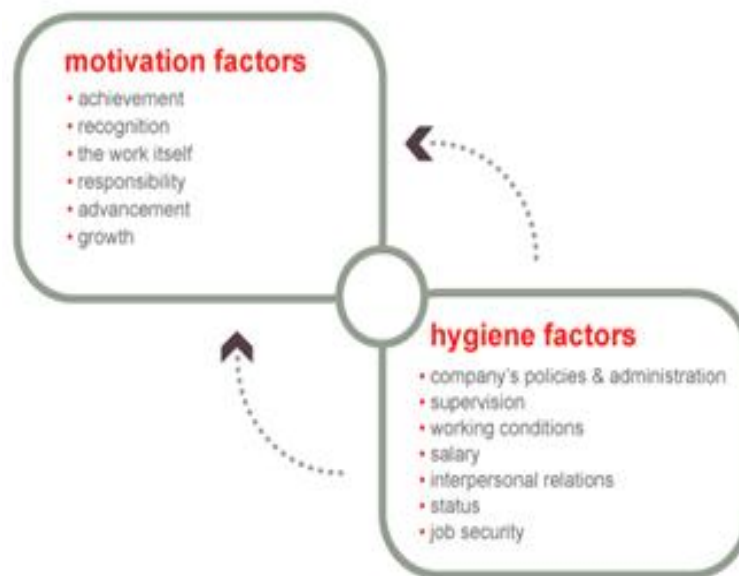 motivation factors
• achievement
• recognition
• the work itself
• responsibility
• advancement
• growth
hygiene factors
• company's policies & administration
• supervision
• working conditions
• salary
• interpersonal relations
• status
• job security